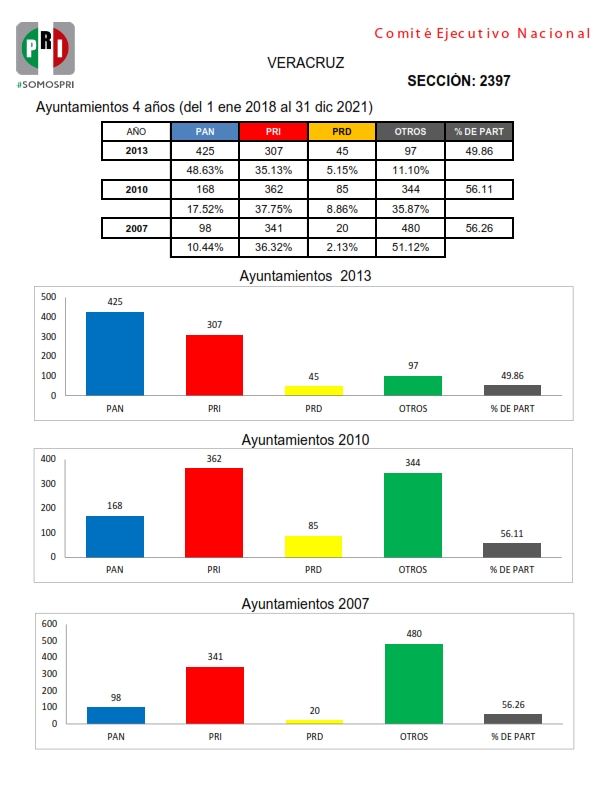 Comité Ejecutivo Nacional
PRI
#SOMOSPRI
VERACRUZ
SECCIÓN: 2397
Ayuntamientos 4 años (del 1 ene 2018 al 31 dic 2021)
AÑO PAN PRI PRD OTROS % DE PART
2013 425 307 45 97 49.86
48.63% 35.13% 5.15% 11.10%
2010 168 362 85 344 56.11
17.52% 37.75% 8.86% 35.87%
2007 98 341 20 480 56.26
10.44% 36.32% 2.13% 51.12%
Ayuntamientos 2013
500
400
300
200
100
0
425 307 45 97 49.86
PAN PRI PRD OTROS % DE PART
Ayuntamientos 2010
400
300
200
100
0
168 362 85 344 56.11
PAN PRI PRD OTROS % DE PART
Ayuntamientos 2007
600
500
400
300
200
100
0
98 341 20 480 56.26
PAN PRI PRD OTROS % DE PART